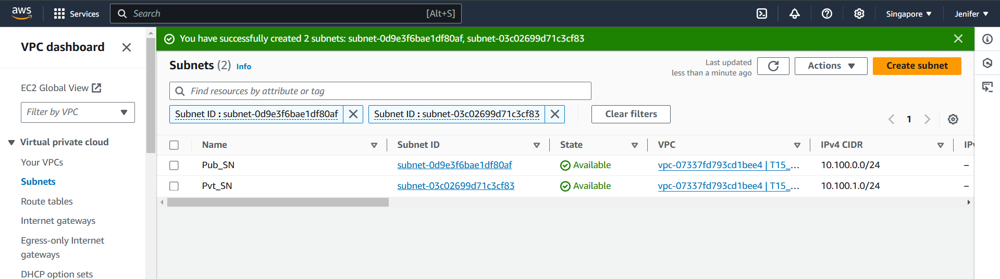 aws
Services
Search
[Alt+S]
Singapore
Jenifer
VPC dashboard
EC2 Global View
Filter by VPC
Virtual private cloud
Your VPCs
Subnets
Route tables
Internet gateways
Egress-only Internet
gateways
DHCP option sets
You have successfully created 2 subnets: subnet-0d9e3f6bae1df80af, subnet-03c02699d71c3cf83
Subnets (2) Info
Last updated
less than a minute ago
Actions
Create subnet
Find resources by attribute or tag
Subnet ID : subnet-0d9e3f6bae1df80af
Subnet ID : subnet-03c02699d71c3cf83
Clear filters
1
Name Subnet ID State VPC IPv4 CIDR IPv
Pub_SN subnet-0d9e3f6bae1df80af Available vpc-07337fd793cd1bee4 | T15_... 10.100.0.0/24 –
Pvt_SN subnet-03c02699d71c3cf83 Available vpc-07337fd793cd1bee4 | T15_... 10.100.1.0/24 –